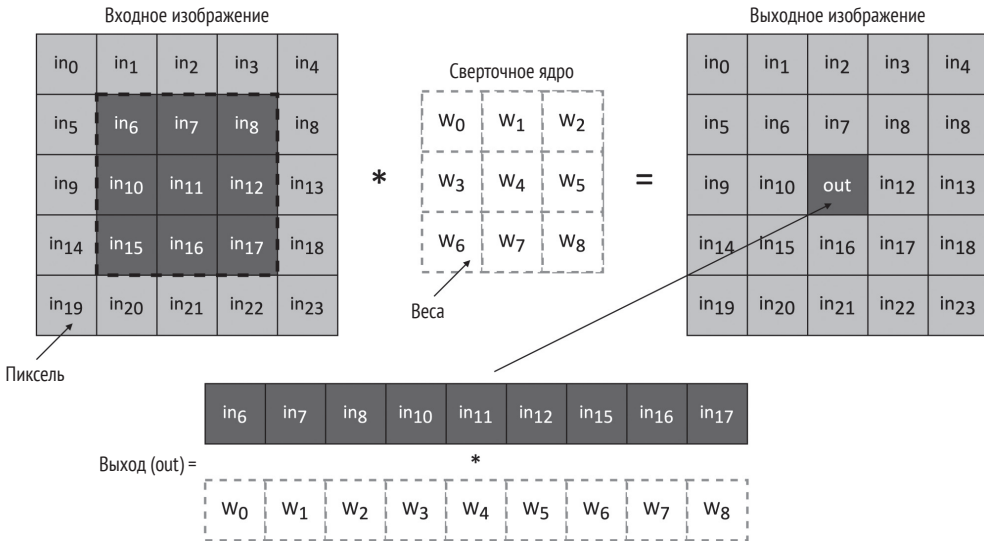 Входное изображение
Выходное изображение
in0 in1 in2 in3 in4
in5 in6 in7 in8 in8
in9 in10 in11 in12 in13
in14 in15 in16 in17 in18
in19 in20 in21 in22 in23
Пиксель
*
Сверточное ядро
W0 W1 W2
W3 W4 W5
W6 W7 W8
Веса
=
in0 in1 in2 in3 in4
in5 in6 in7 in8 in8
in9 in10 out in12 in13
in14 in15 in16 in17 in18
in19 in20 in21 in22 in23
in6 in7 in8 in10 in11 in12 in15 in16 in17
Выход (out) = *
W0 W1 W2 W3 W4 W5 W6 W7 W8